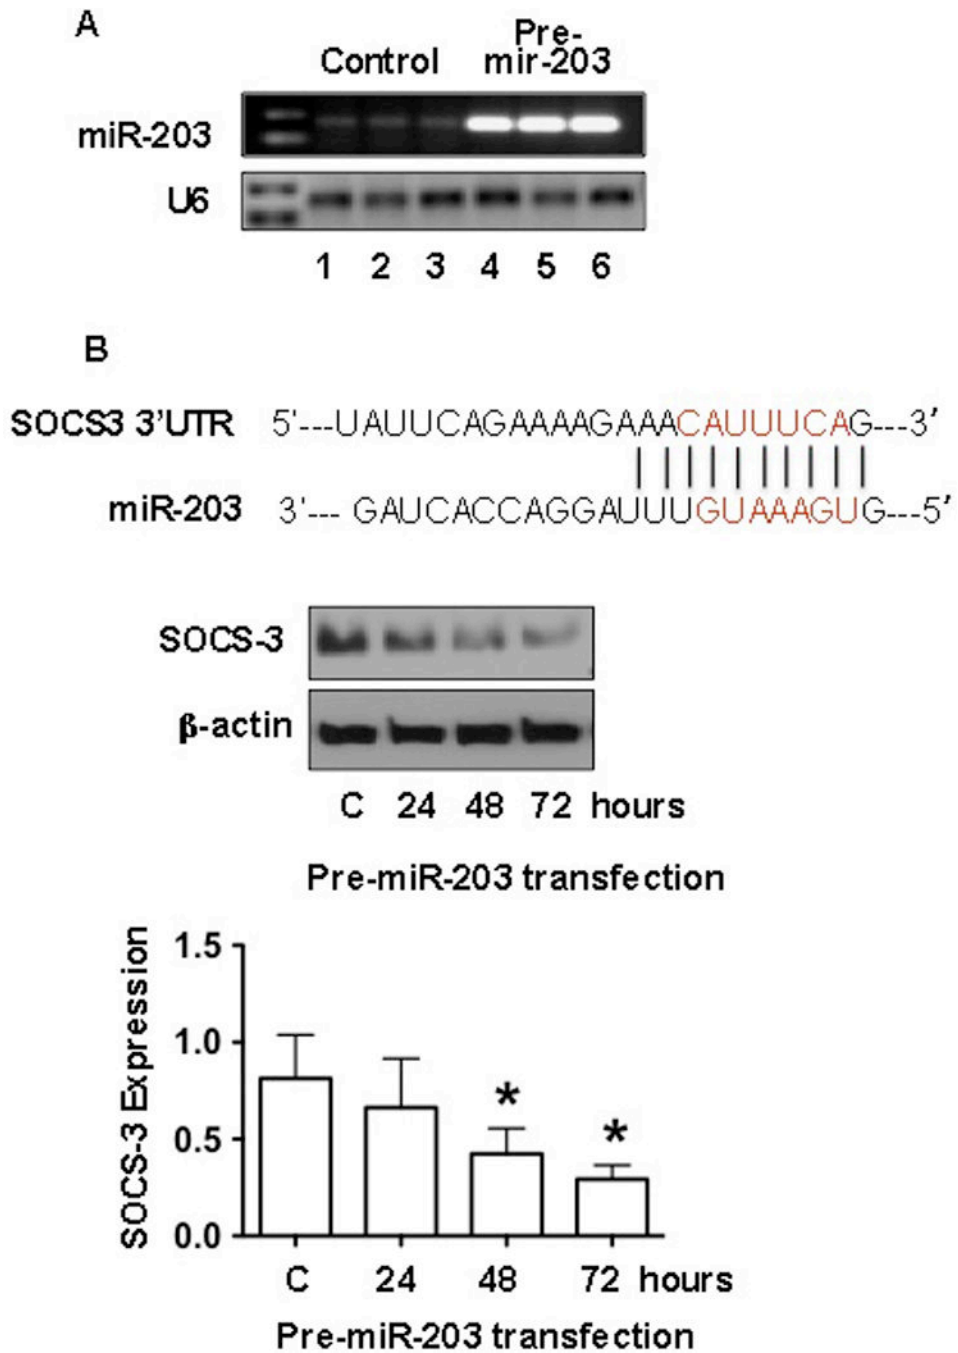 A
Control
Pre-
mir-203
miR-203
U6
1 2 3 4 5 6
B
SOCS3 3'UTR 5'---UAUUCAGAAAAGAAACAUUUCAG---3'
miR-203 3'--- GAUCACCAGGAUUUGUAAAGUG---5'
SOCS-3
β-actin
C 24 48 72 hours
Pre-miR-203 transfection
SOCS-3 Expression
1.5
1.0
0.5
0.0
*
*
C 24 48 72 hours
Pre-miR-203 transfection